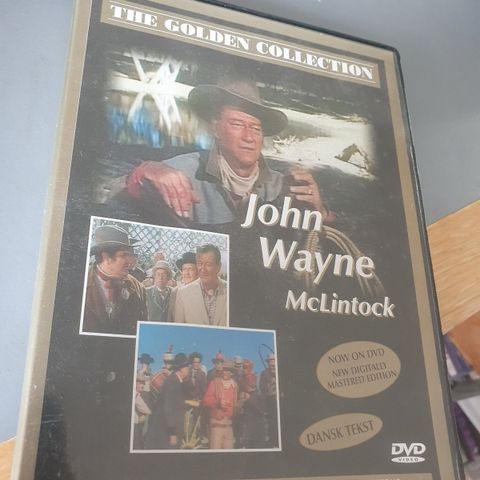 THE GOLDEN COLLECTION
John
Wayne
McLintock
NOW ON DVD
NEW DIGITALLY
MASTERED EDITION
DANSK TEKST
DVD
VIDEO